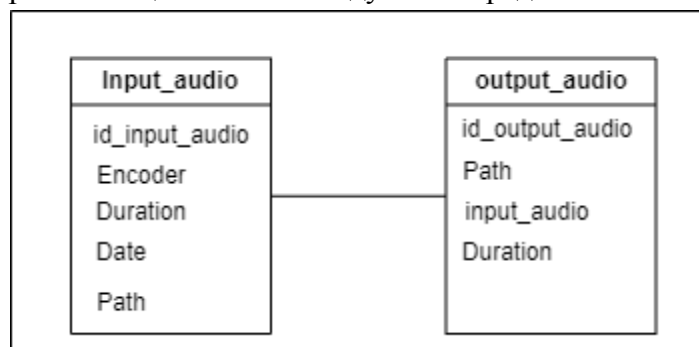 Input_audio
id_input_audio
Encoder
Duration
Date
Path
output_audio
id_output_audio
Path
input_audio
Duration